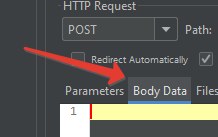 HTTP Request
POST Path:
Redirect Automatically
Parameters Body Data Files
1